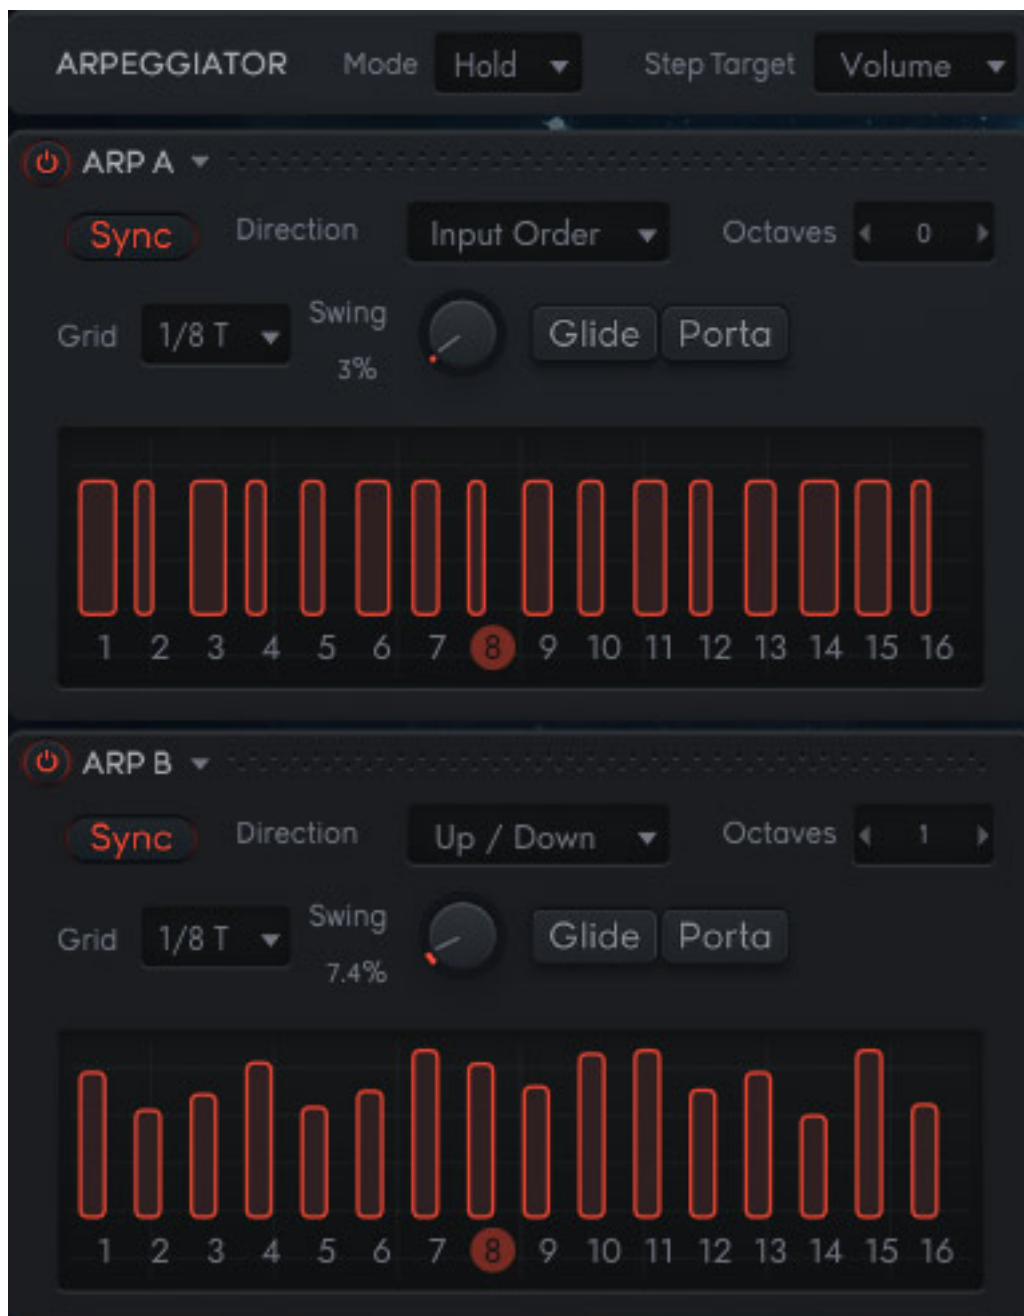 ARPEGGIATOR Mode Hold Step Target Volume
ARP A
Sync Direction Input Order Octaves 0
Grid 1/8 T Swing 3% Glide Porta
1 2 3 4 5 6 7 8 9 10 11 12 13 14 15 16
ARP B
Sync Direction Up / Down Octaves 1
Grid 1/8 T Swing 7.4% Glide Porta
1 2 3 4 5 6 7 8 9 10 11 12 13 14 15 16